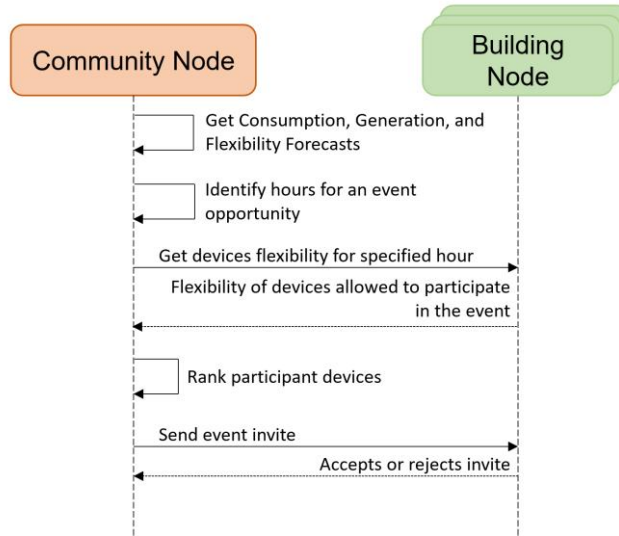 Community Node
Building
Node
Get Consumption, Generation, and
Flexibility Forecasts
Identify hours for an event
opportunity
Get devices flexibility for specified hour
Flexibility of devices allowed to participate
in the event
Rank participant devices
Send event invite
Accepts or rejects invite